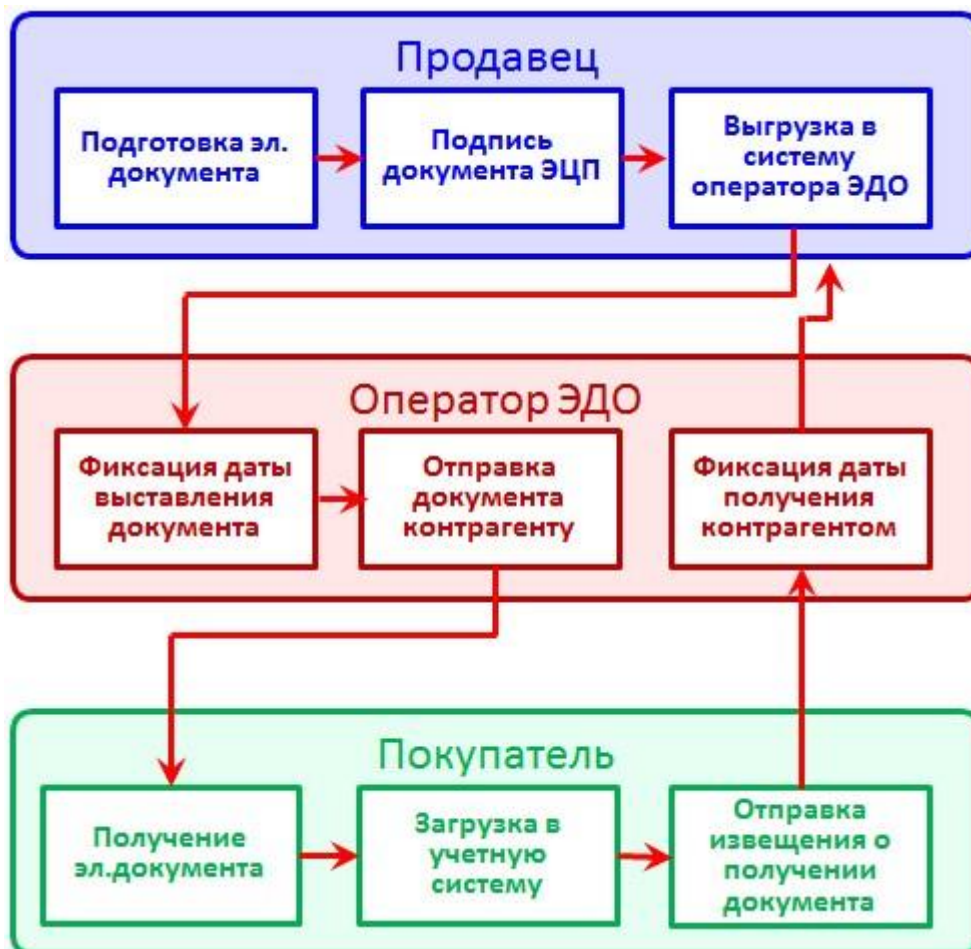 Продавец
Подготовка эл.
документа
Подпись
документа ЭЦП
Выгрузка в
систему
оператора ЭДО
Оператор ЭДО
Фиксация даты
выставления
документа
Отправка
документа
контрагенту
Фиксация даты
получения
контрагентом
Покупатель
Получение
эл.документа
Загрузка в
учетную
систему
Отправка
извещения о
получении
документа